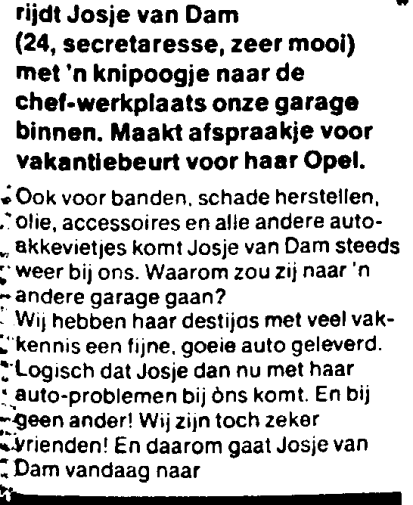 rijdt Josje van Dam
(24, secretaresse, zeer mooi)
met 'n knipoogje naar de
chef-werkplaats onze garage
binnen. Maakt afspraakje voor
vakantiebeurt voor haar Opel.
Ook voor banden, schade herstellen,
olie, accessoires en alle andere auto-
akkevietjes komt Josje van Dam steeds
weer bij ons. Waarom zou zij naar 'n
andere garage gaan?
Wij hebben haar destijds met veel vak-
kennis een fijne, goeie auto geleverd.
Logisch dat Josje dan nu met haar
auto-problemen bij òns komt. En bij
geen ander! Wij zijn toch zeker
vrienden! En daarom gaat Josje van
Dam vandaag naar